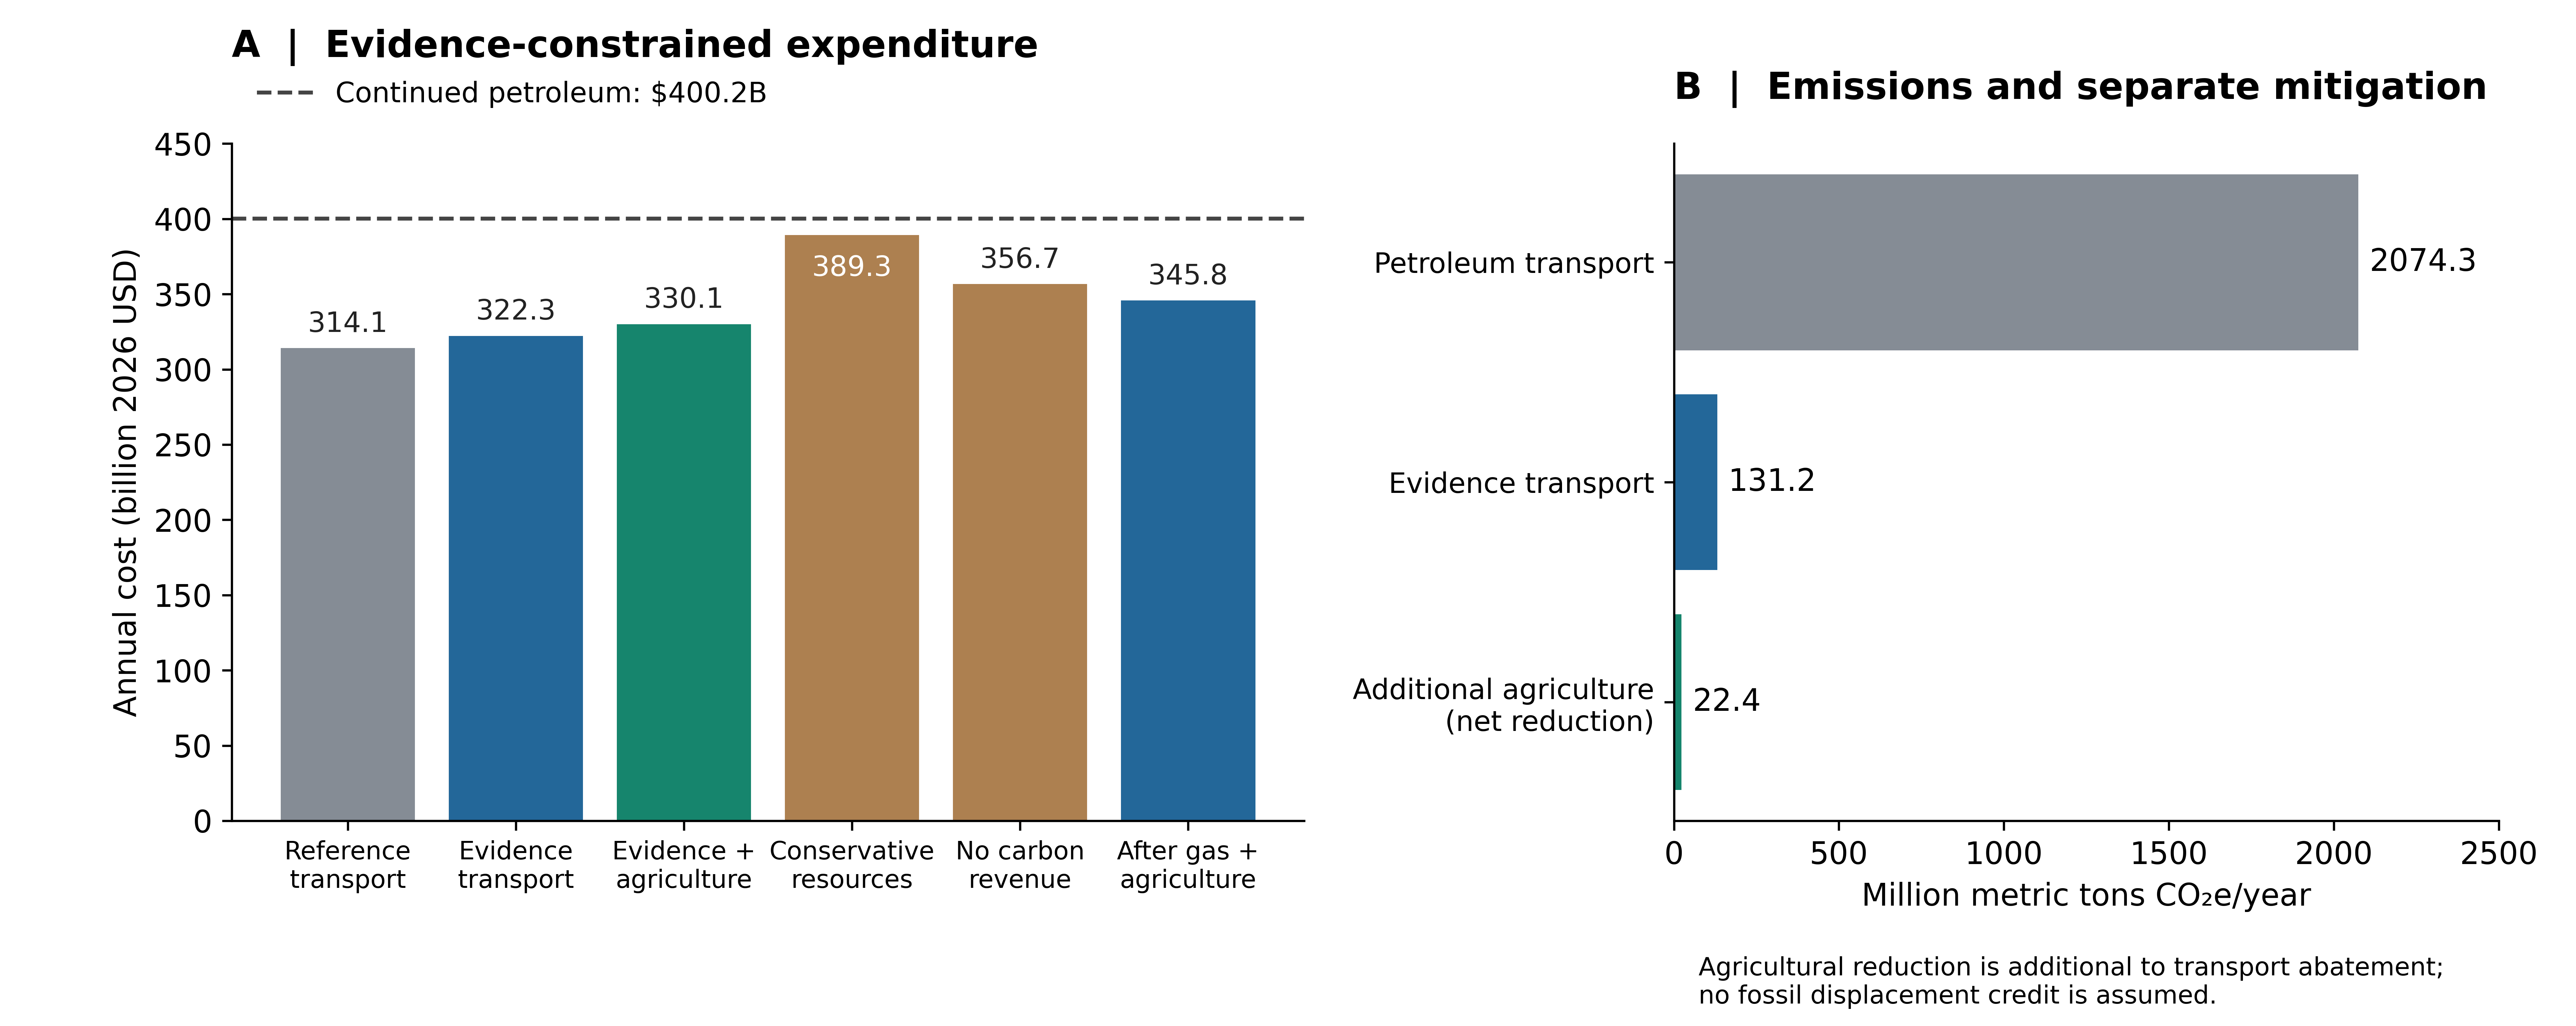 A | Evidence-constrained expenditure
Continued petroleum: $400.2B
Annual cost (billion 2026 USD)
450
400
350
300
250
200
150
100
50
0
314.1
322.3
330.1
389.3
356.7
345.8
Reference
transport
Evidence
transport
Evidence +
agriculture
Conservative
resources
No carbon
revenue
After gas +
agriculture
B | Emissions and separate mitigation
Petroleum transport
2074.3
Evidence transport
131.2
Additional agriculture
(net reduction)
22.4
0 500 1000 1500 2000 2500
Million metric tons CO₂e/year
Agricultural reduction is additional to transport abatement;
no fossil displacement credit is assumed.